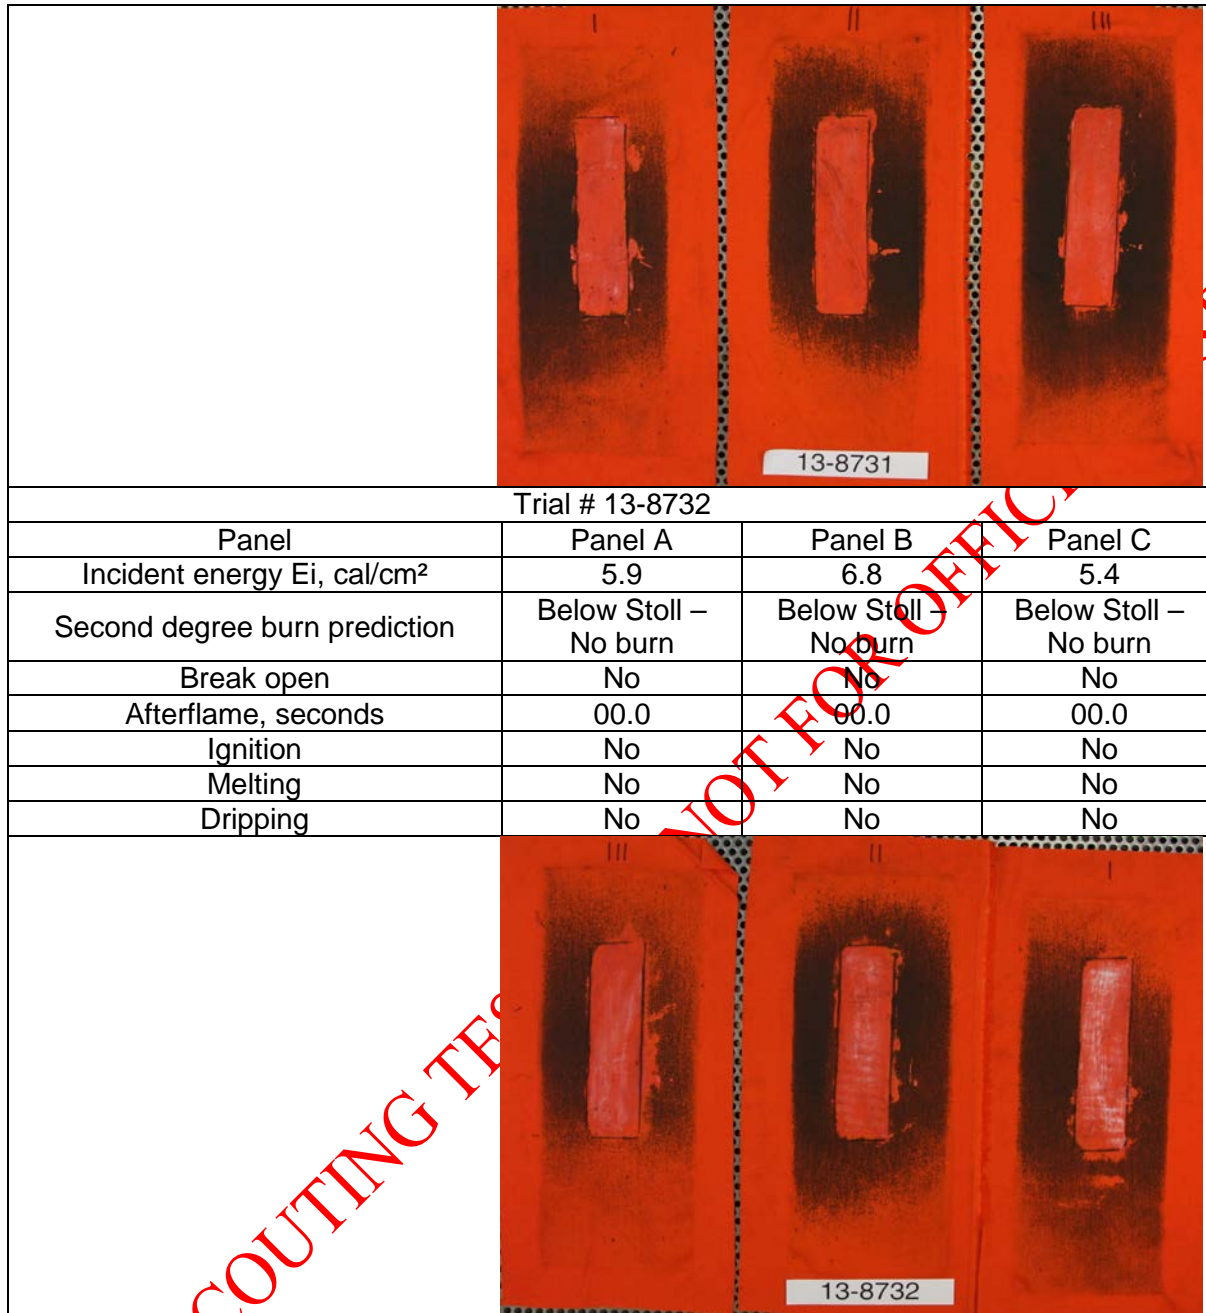 I II III
13-8731
Trial # 13-8732
Panel Panel A Panel B Panel C
Incident energy Ei, cal/cm² 5.9 6.8 5.4
Second degree burn prediction Below Stoll – No burn Below Stoll – No burn Below Stoll – No burn
Break open No No No
Afterflame, seconds 00.0 00.0 00.0
Ignition No No No
Melting No No No
Dripping No No No
III II I
13-8732
COUTING NOT FOR